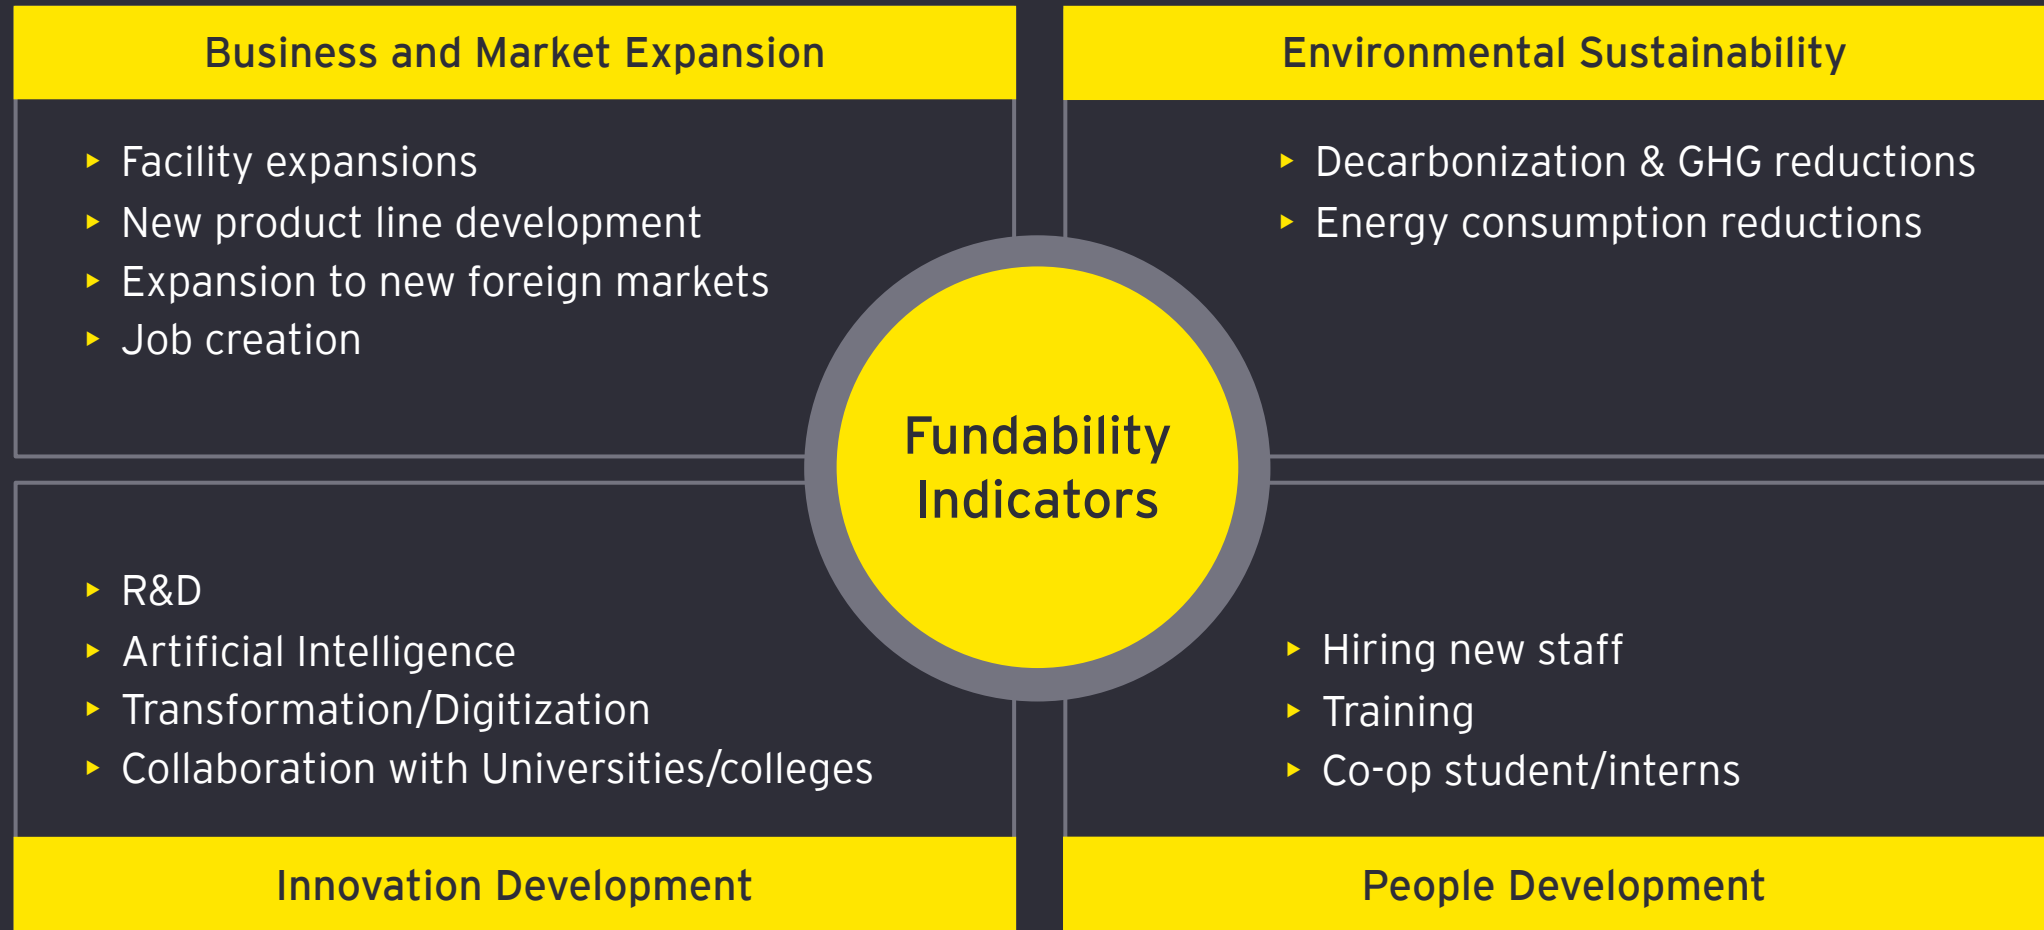 Business and Market Expansion
Facility expansions
New product line development
Expansion to new foreign markets
Job creation
Environmental Sustainability
Decarbonization & GHG reductions
Energy consumption reductions
Fundability
Indicators
R&D
Artificial Intelligence
Transformation/Digitization
Collaboration with Universities/colleges
Innovation Development
Hiring new staff
Training
Co-op student/interns
People Development